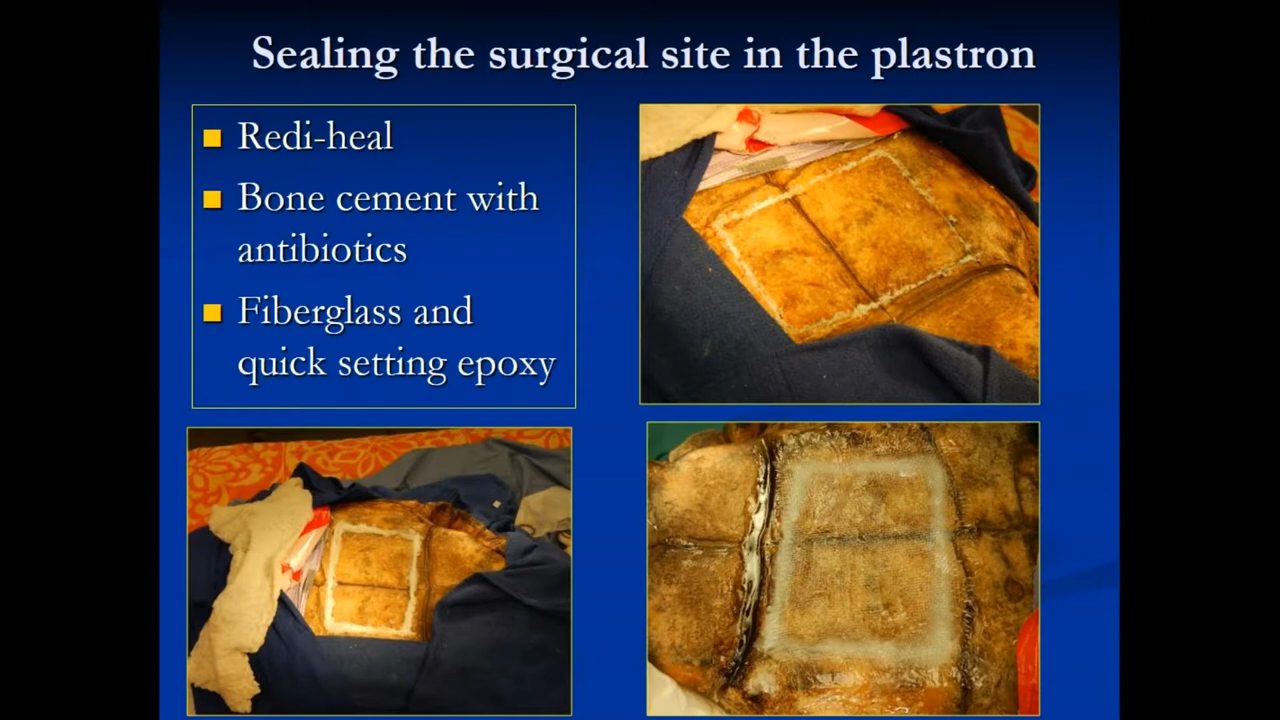 Sealing the surgical site in the plastron
Redi-heal
Bone cement with
antibiotics
Fiberglass and
quick setting epoxy